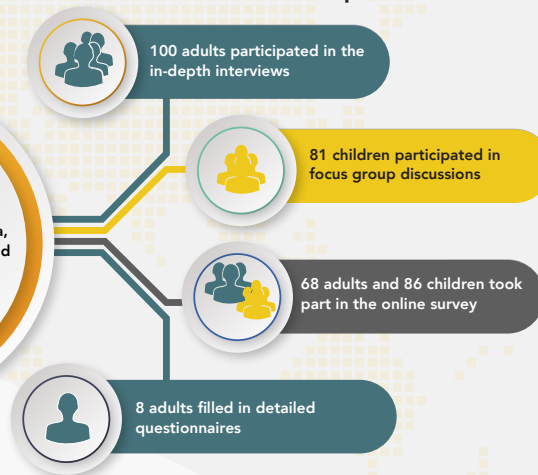 100 adults participated in the
in-depth interviews
81 children participated in
focus group discussions
68 adults and 86 children took
part in the online survey
8 adults filled in detailed
questionnaires